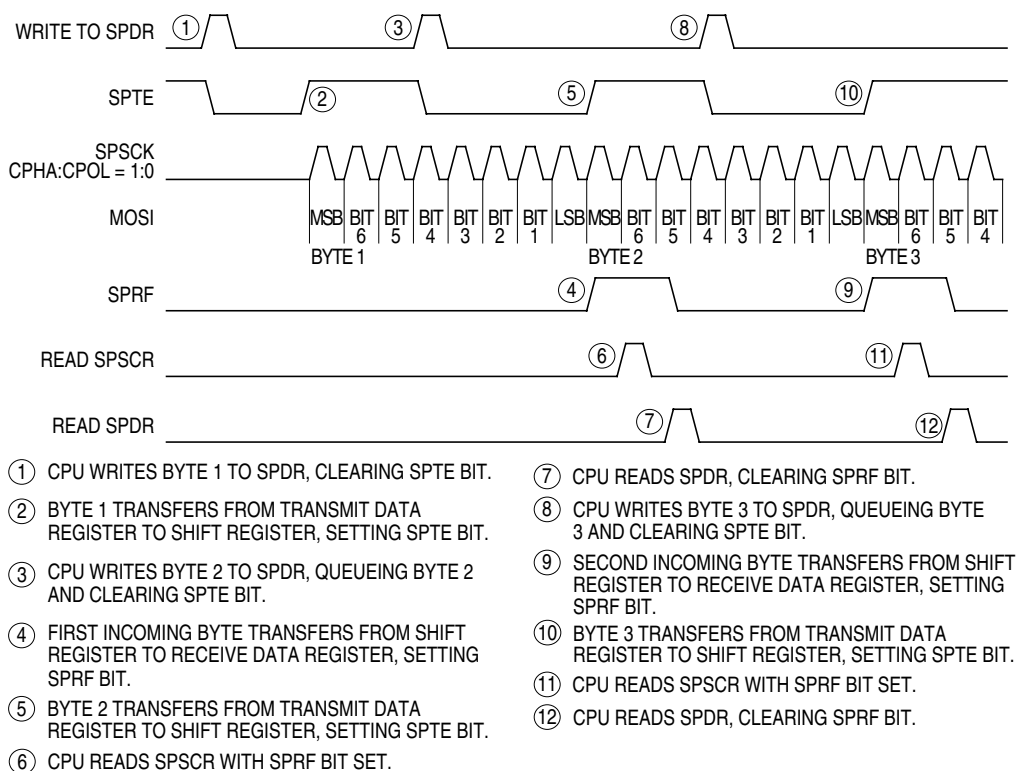 WRITE TO SPDR
1
3
8
SPTE
2
5
10
SPSCK
CPHA:CPOL = 1:0
MOSI
MSB BIT 6 BIT 5 BIT 4 BIT 3 BIT 2 BIT 1 LSB MSB BIT 6 BIT 5 BIT 4 BIT 3 BIT 2 BIT 1 LSB MSB BIT 6 BIT 5 BIT 4
BYTE 1
BYTE 2
BYTE 3
SPRF
4
9
READ SPSCR
6
11
READ SPDR
7
12
1 CPU WRITES BYTE 1 TO SPDR, CLEARING SPTE BIT.
2 BYTE 1 TRANSFERS FROM TRANSMIT DATA
REGISTER TO SHIFT REGISTER, SETTING SPTE BIT.
3 CPU WRITES BYTE 2 TO SPDR, QUEUEING BYTE 2
AND CLEARING SPTE BIT.
4 FIRST INCOMING BYTE TRANSFERS FROM SHIFT
REGISTER TO RECEIVE DATA REGISTER, SETTING
SPRF BIT.
5 BYTE 2 TRANSFERS FROM TRANSMIT DATA
REGISTER TO SHIFT REGISTER, SETTING SPTE BIT.
6 CPU READS SPSCR WITH SPRF BIT SET.
7 CPU READS SPDR, CLEARING SPRF BIT.
8 CPU WRITES BYTE 3 TO SPDR, QUEUEING BYTE
3 AND CLEARING SPTE BIT.
9 SECOND INCOMING BYTE TRANSFERS FROM SHIFT
REGISTER TO RECEIVE DATA REGISTER, SETTING
SPRF BIT.
10 BYTE 3 TRANSFERS FROM TRANSMIT DATA
REGISTER TO SHIFT REGISTER, SETTING SPTE BIT.
11 CPU READS SPSCR WITH SPRF BIT SET.
12 CPU READS SPDR, CLEARING SPRF BIT.